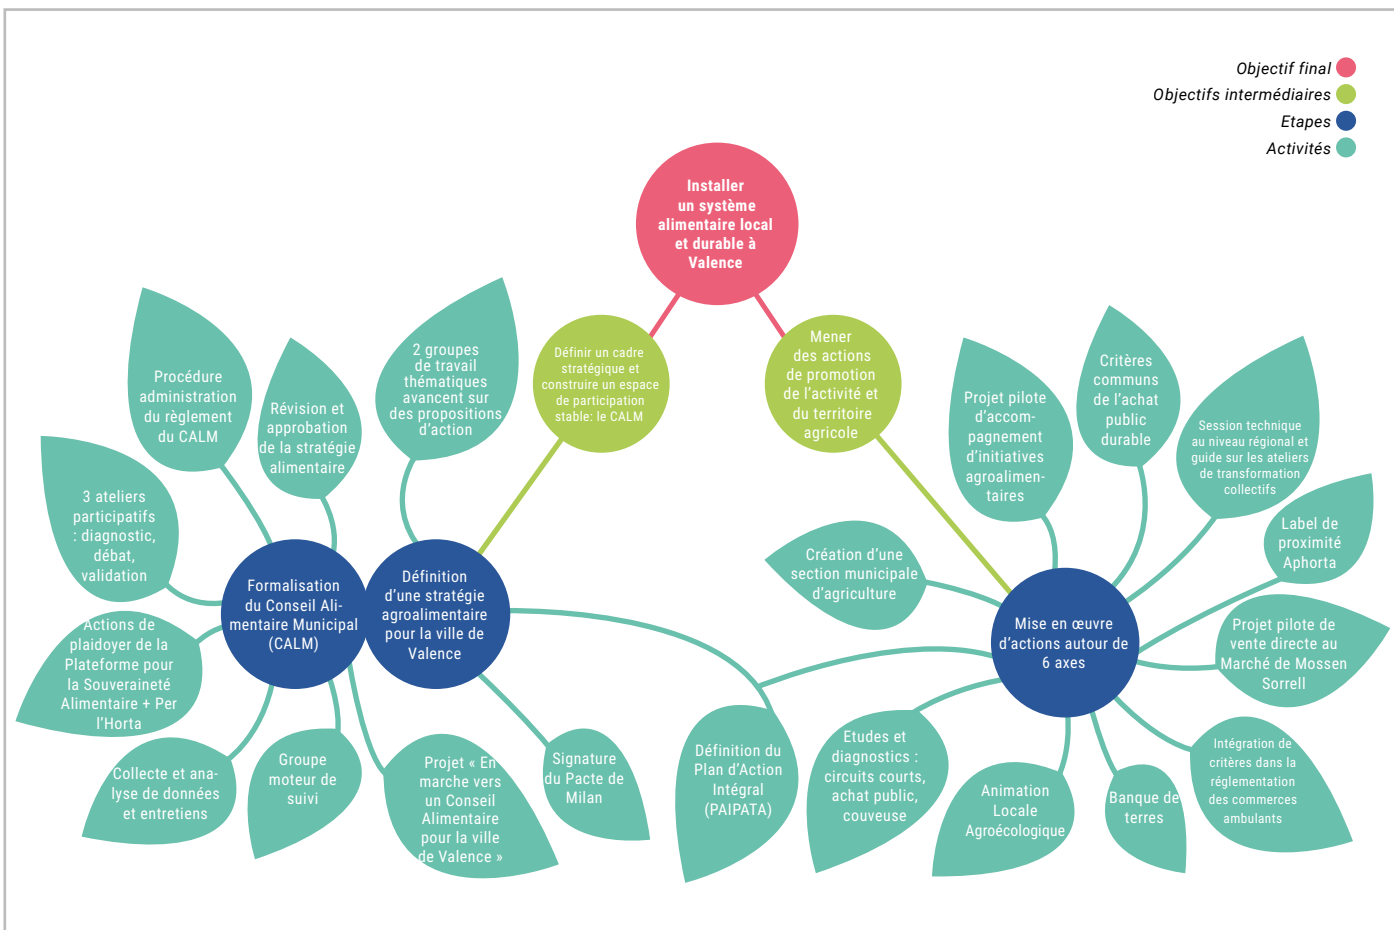 Objectif final
Objectifs intermédiaires
Etapes
Activités
Installer
un système
alimentaire local
et durable à
Valence
Définir un cadre
stratégique et
construire un espace
de participation
stable: le CALM
Mener
des actions
de promotion
de l'activité et
du territoire
agricole
2 groupes
de travail
thématiques
avancent sur
des propositions
d'action
Procédure
administration
du règlement
du CALM
Révision et
approbation
de la stratégie
alimentaire
3 ateliers
participatifs
: diagnostic,
débat,
validation
Formalisation
du Conseil Ali-
mentaire Municipal
(CALM)
Définition
d'une stratégie
agroalimentaire
pour la ville de
Valence
Actions de
plaidoyer de la
Plateforme pour
la Souveraineté
Alimentaire + Per
l'Horta
Collecte et ana-
lyse de données
et entretiens
Groupe
moteur de
suivi
Projet « En
marche vers
un Conseil
Alimentaire
pour la ville
de Valence »
Signature
du Pacte de
Milan
Définition du
Plan d'Action
Intégral
(PAIPATA)
Projet pilote
d'accom-
pagnement
d'initiatives
agroalimen-
taires
Critères
communs
de l'achat
public
durable
Session technique
au niveau régional et
guide sur les ateliers
de transformation
collectifs
Label de
proximité
Aphorta
Création d'une
section municipale
d'agriculture
Mise en œuvre
d'actions autour de
6 axes
Projet pilote de
vente directe au
Marché de Mossen
Sorrell
Etudes et
diagnostics :
circuits courts,
achat public,
couveuse
Animation
Locale
Agroécologique
Banque de
terres
Intégration de
critères dans la
réglementation
des commerces
ambulants